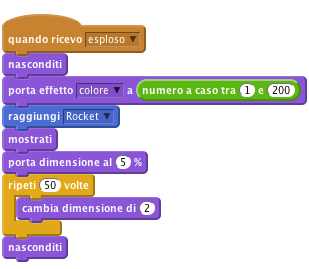 quando ricevo esploso
nasconditi
porta effetto colore a numero a caso tra 1 e 200
raggiungi Rocket
mostrati
porta dimensione al 5 %
ripeti 50 volte
cambia dimensione di 2
nasconditi